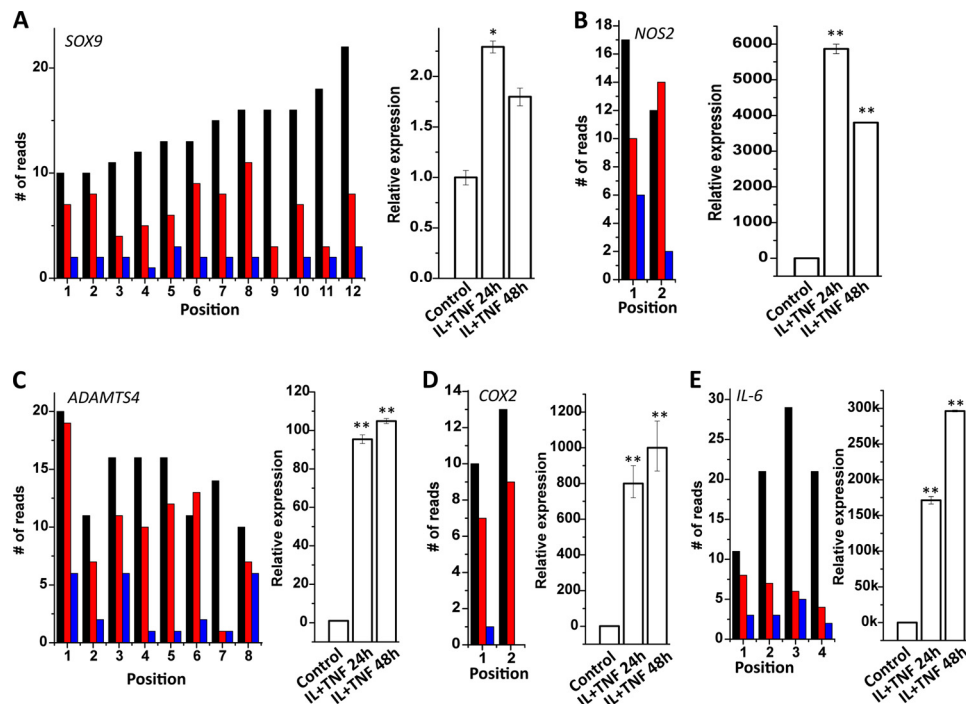 A
SOX9
# of reads
20
10
0
1 2 3 4 5 6 7 8 9 10 11 12
Position
Relative expression
2.5
2.0
1.5
1.0
0.5
0.0
*
Control
IL+TNF 24h
IL+TNF 48h
B
NOS2
# of reads
18
16
14
12
10
8
6
4
2
0
1 2
Position
Relative expression
6000
5000
4000
3000
2000
1000
0
**
**
Control
IL+TNF 24h
IL+TNF 48h
C
ADAMTS4
# of reads
20
15
10
5
0
1 2 3 4 5 6 7 8
Position
Relative expression
120
100
80
60
40
20
0
**
**
Control
IL+TNF 24h
IL+TNF 48h
D
COX2
# of reads
14
12
10
8
6
4
2
0
1 2
Position
Relative expression
1200
1000
800
600
400
200
0
**
**
Control
IL+TNF 24h
IL+TNF 48h
E
IL-6
# of reads
30
25
20
15
10
5
0
1 2 3 4
Position
Relative expression
300k
250k
200k
150k
100k
50k
0k
**
**
Control
IL+TNF 24h
IL+TNF 48h